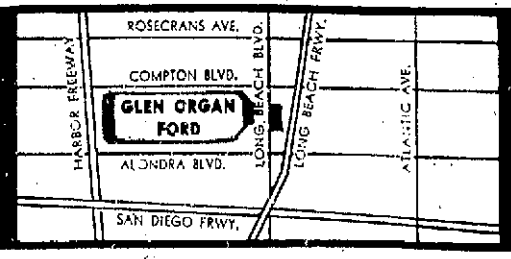 ROSECRANS AVE.
HARBOR FREEWAY
COMPTON BLVD.
LONG BEACH BLVD.
LONG BEACH FRWY.
ATLANTIC AVE.
GLEN ORGAN
FORD
ALONDRA BLVD.
SAN DIEGO FRWY.